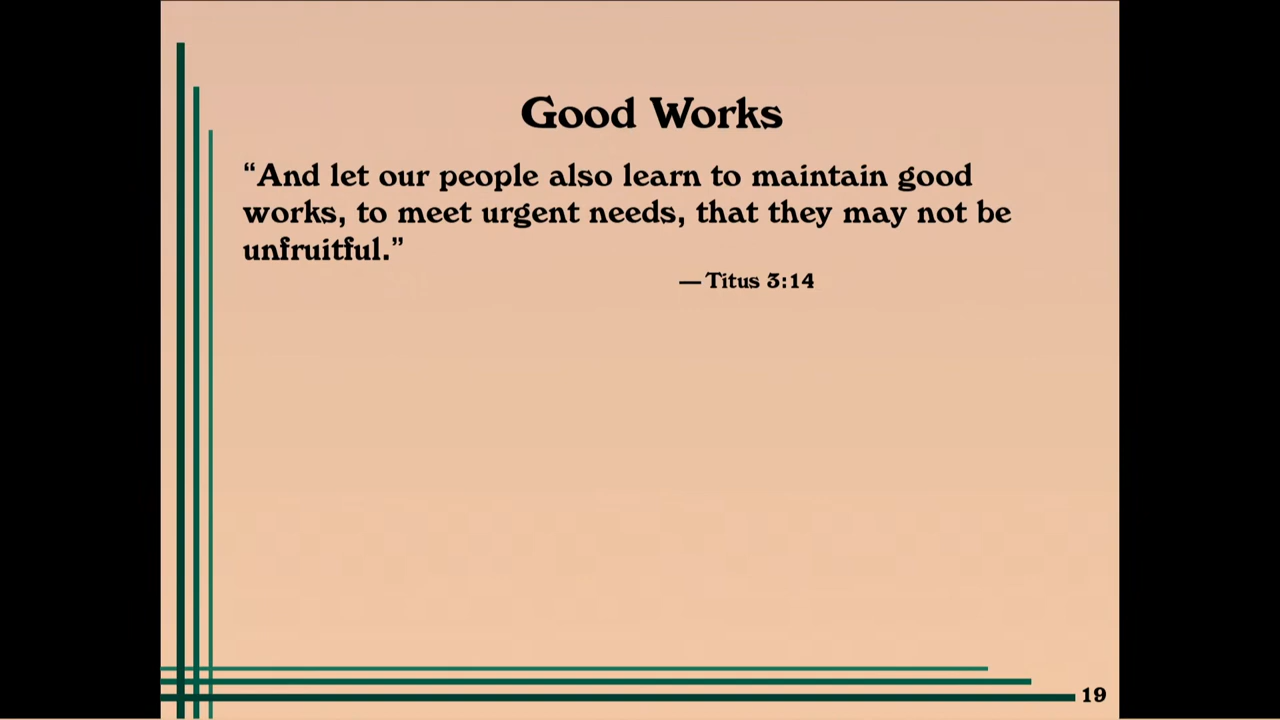 Good Works
“And let our people also learn to maintain good
works, to meet urgent needs, that they may not be
unfruitful.”
—Titus 3:14
19